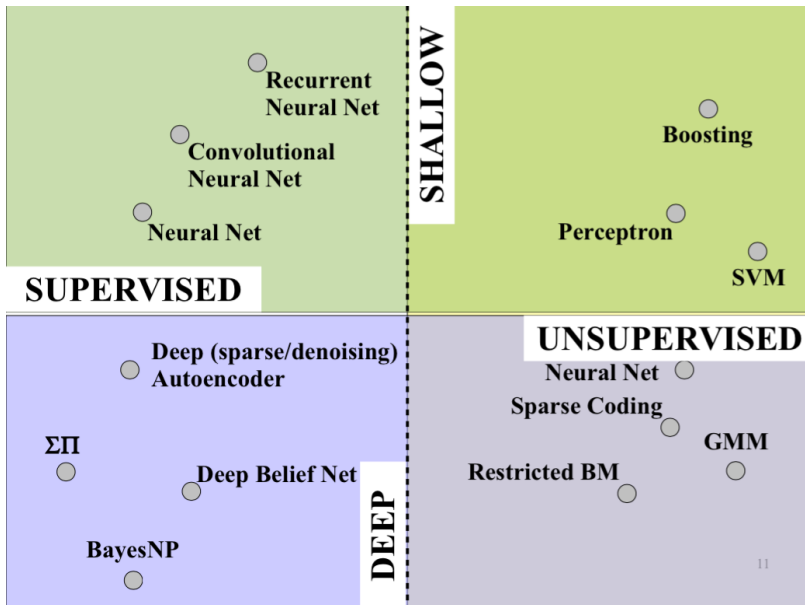 Recurrent
Neural Net
Convolutional
Neural Net
Neural Net
SUPERVISED
SHALLOW
Boosting
Perceptron
SVM
UNSUPERVISED
Deep (sparse/denoising)
Autoencoder
ΣΠ
Deep Belief Net
BayesNP
DEEP
Neural Net
Sparse Coding
GMM
Restricted BM
11